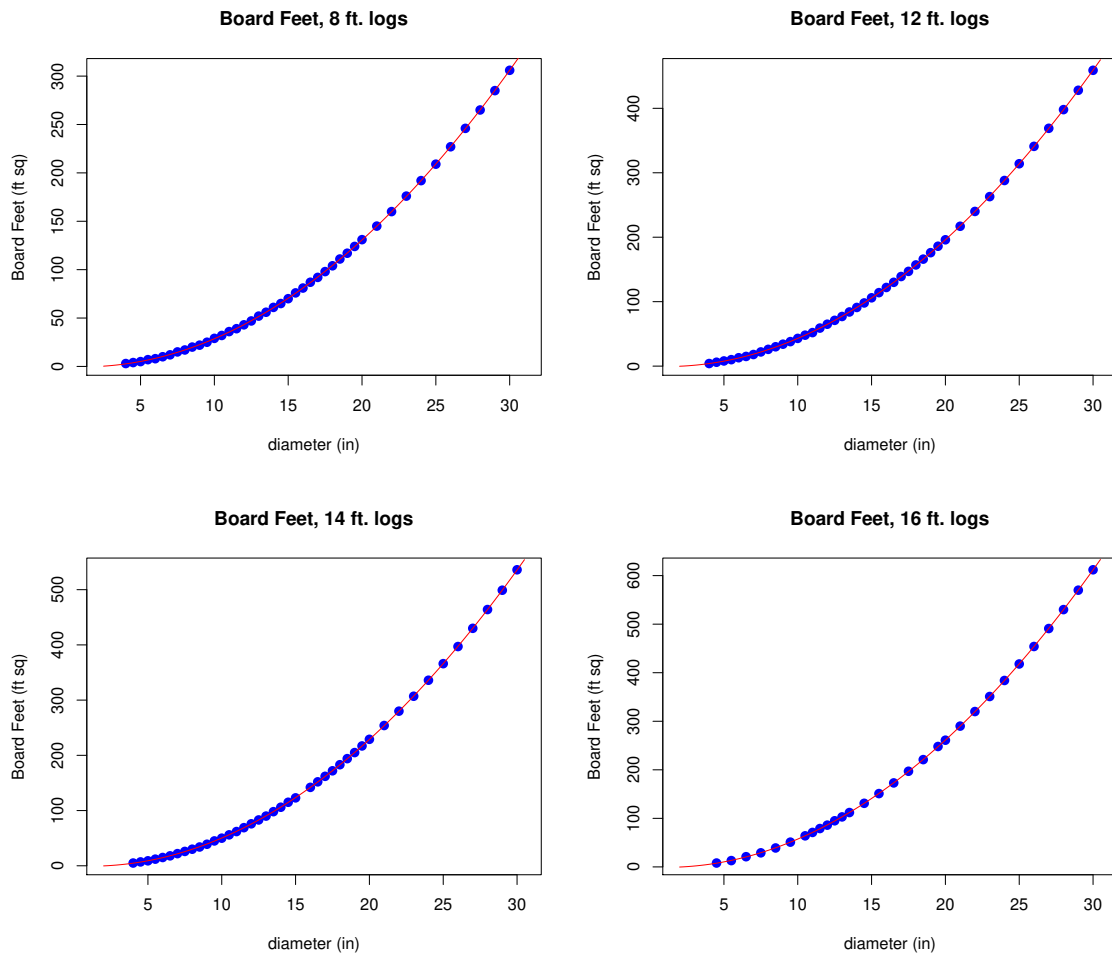 Board Feet, 8 ft. logs
Board Feet (ft sq)
0 50 100 150 200 250 300
5 10 15 20 25 30
diameter (in)
Board Feet, 12 ft. logs
Board Feet (ft sq)
0 100 200 300 400
5 10 15 20 25 30
diameter (in)
Board Feet, 14 ft. logs
Board Feet (ft sq)
0 100 200 300 400 500
5 10 15 20 25 30
diameter (in)
Board Feet, 16 ft. logs
Board Feet (ft sq)
0 100 200 300 400 500 600
5 10 15 20 25 30
diameter (in)